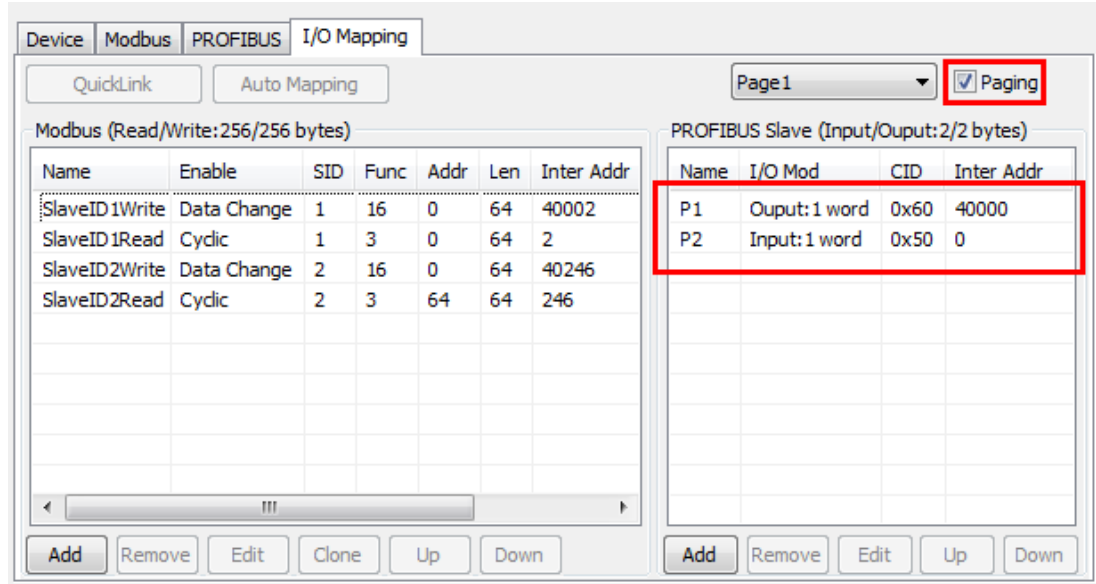 Device Modbus PROFIBUS I/O Mapping
QuickLink Auto Mapping Page1 Paging
Modbus (Read/Write:256/256 bytes) PROFIBUS Slave (Input/Ouput:2/2 bytes)
Name Enable SID Func Addr Len Inter Addr Name I/O Mod CID Inter Addr
SlaveID1Write Data Change 1 16 0 64 40002 P1 Ouput:1 word 0x60 40000
SlaveID1Read Cyclic 1 3 0 64 2 P2 Input:1 word 0x50 0
SlaveID2Write Data Change 2 16 0 64 40246
SlaveID2Read Cyclic 2 3 64 64 246
Add Remove Edit Clone Up Down Add Remove Edit Up Down